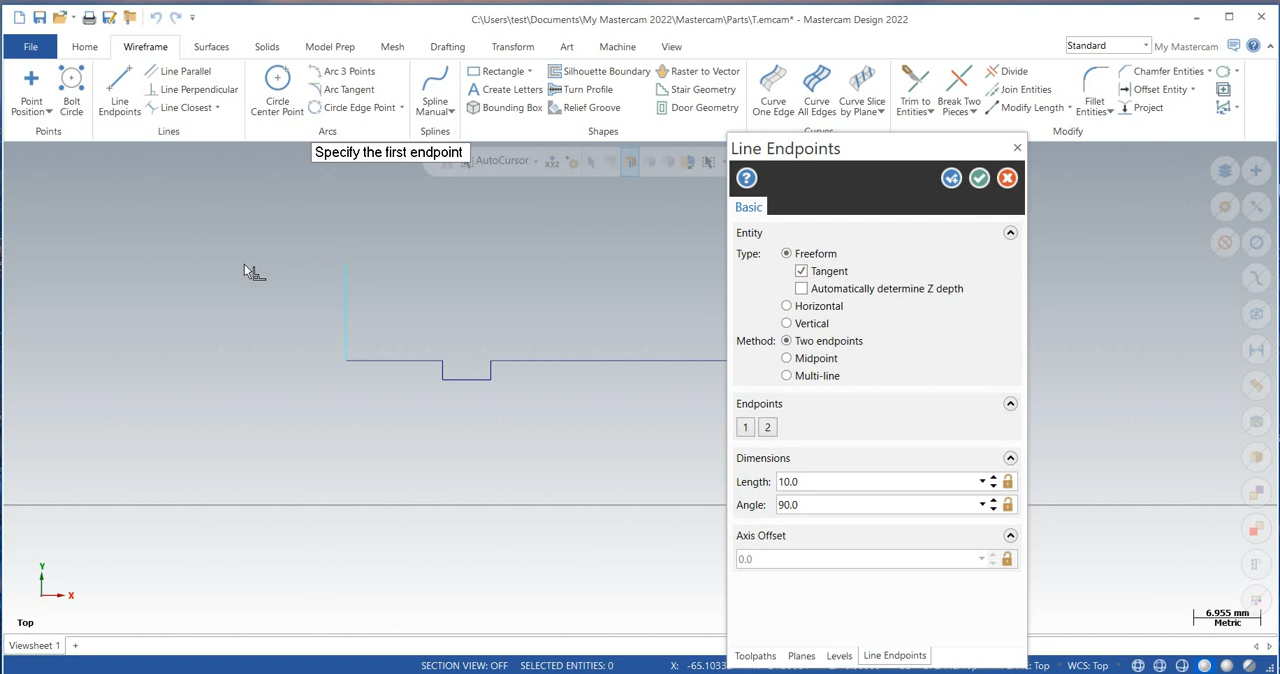 C:\Users\test\Documents\My Mastercam 2022\Mastercam\Parts\T.emcam* - Mastercam Design 2022
File Home Wireframe Surfaces Solids Model Prep Mesh Drafting Transform Art Machine View Standard My Mastercam
Point Position Bolt Circle
Points
Line Endpoints
Line Parallel
Line Perpendicular
Line Closest
Lines
Circle Center Point
Arc 3 Points
Arc Tangent
Circle Edge Point
Arcs
Spline Manual
Splines
Rectangle
Create Letters
Bounding Box
Silhouette Boundary
Turn Profile
Relief Groove
Raster to Vector
Stair Geometry
Door Geometry
Shapes
Curve One Edge
Curve All Edges
Curve Slice by Plane
Curves
Trim to Entities
Break Two Pieces
Divide
Join Entities
Modify Length
Fillet Entities
Chamfer Entities
Offset Entity
Project
Modify
Specify the first endpoint
AutoCursor
Line Endpoints
Basic
Entity
Type: Freeform
Tangent
Automatically determine Z depth
Horizontal
Vertical
Method: Two endpoints
Midpoint
Multi-line
Endpoints
1 2
Dimensions
Length: 10.0
Angle: 90.0
Axis Offset
0.0
Y
X
Top
6.955 mm
Metric
Viewsheet 1 +
Toolpaths Planes Levels Line Endpoints
SECTION VIEW: OFF SELECTED ENTITIES: 0 X: Top WCS: Top